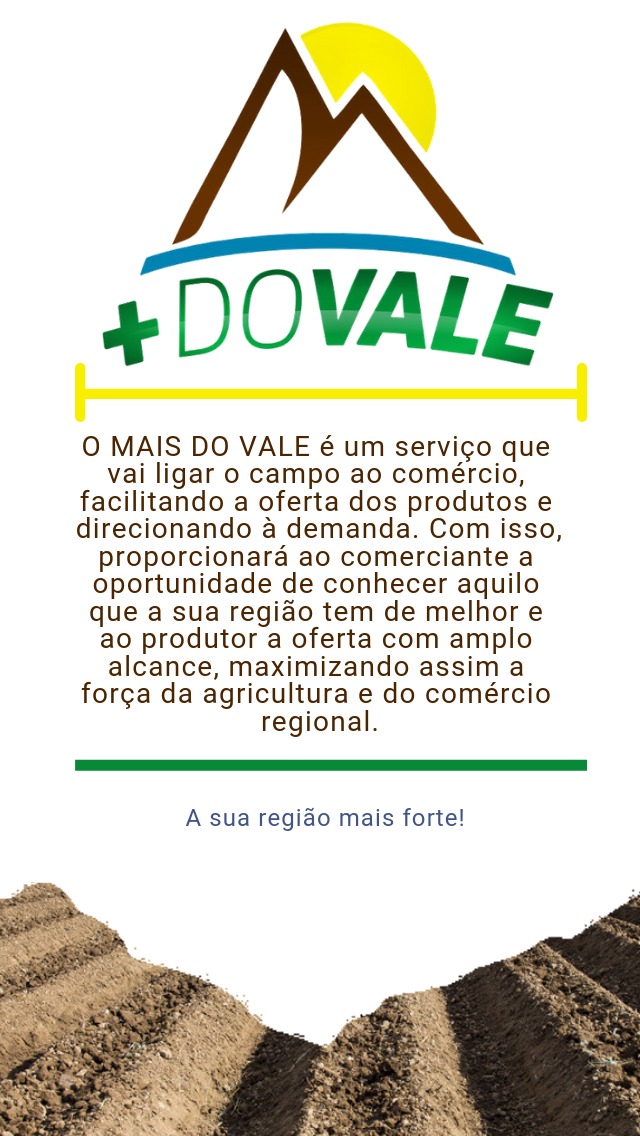 +DOVALE
O MAIS DO VALE é um serviço que
vai ligar o campo ao comércio,
facilitando a oferta dos produtos e
direcionando à demanda. Com isso,
proporcionará ao comerciante a
oportunidade de conhecer aquilo
que a sua região tem de melhor e
ao produtor a oferta com amplo
alcance, maximizando assim a
força da agricultura e do comércio
regional.
A sua região mais forte!